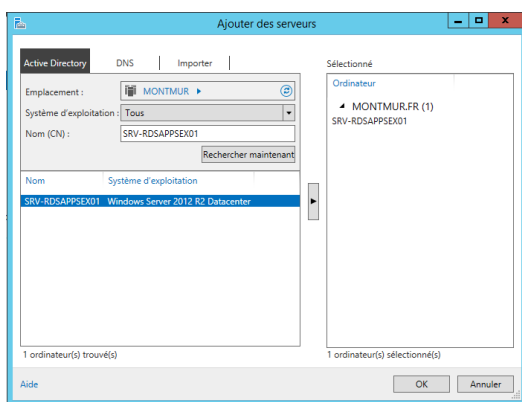 Ajouter des serveurs
Active Directory DNS Importer
Emplacement : MONTMUR
Système d'exploitation : Tous
Nom (CN) : SRV-RDSAPPSEX01
Rechercher maintenant
Nom Système d'exploitation
SRV-RDSAPPSEX01 Windows Server 2012 R2 Datacenter
1 ordinateur(s) trouvé(s)
Sélectionné
Ordinateur
MONTMUR.FR (1)
SRV-RDSAPPSEX01
1 ordinateur(s) sélectionné(s)
Aide OK Annuler